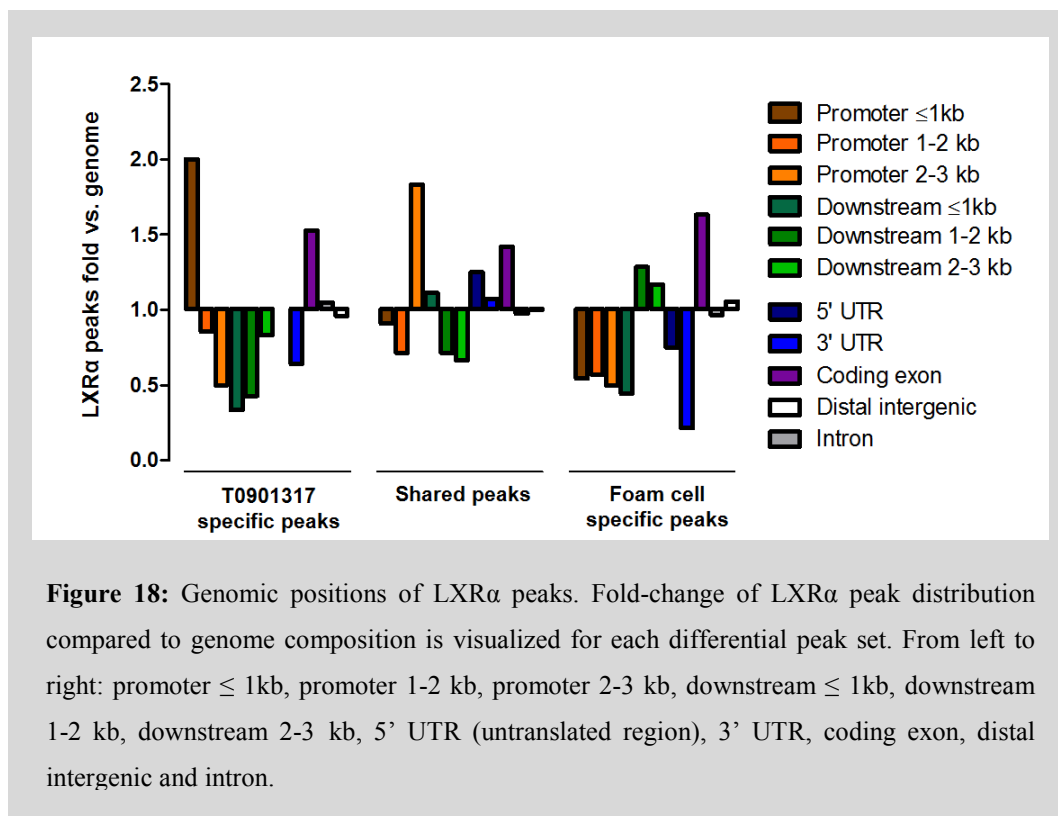 LXRα peaks fold vs. genome
2.5
2.0
1.5
1.0
0.5
0.0
T0901317
specific peaks
Shared peaks
Foam cell
specific peaks
Promoter ≤1kb
Promoter 1-2 kb
Promoter 2-3 kb
Downstream ≤1kb
Downstream 1-2 kb
Downstream 2-3 kb
5' UTR
3' UTR
Coding exon
Distal intergenic
Intron
Figure 18: Genomic positions of LXRα peaks. Fold-change of LXRα peak distribution
compared to genome composition is visualized for each differential peak set. From left to
right: promoter ≤ 1kb, promoter 1-2 kb, promoter 2-3 kb, downstream ≤ 1kb, downstream
1-2 kb, downstream 2-3 kb, 5’ UTR (untranslated region), 3’ UTR, coding exon, distal
intergenic and intron.